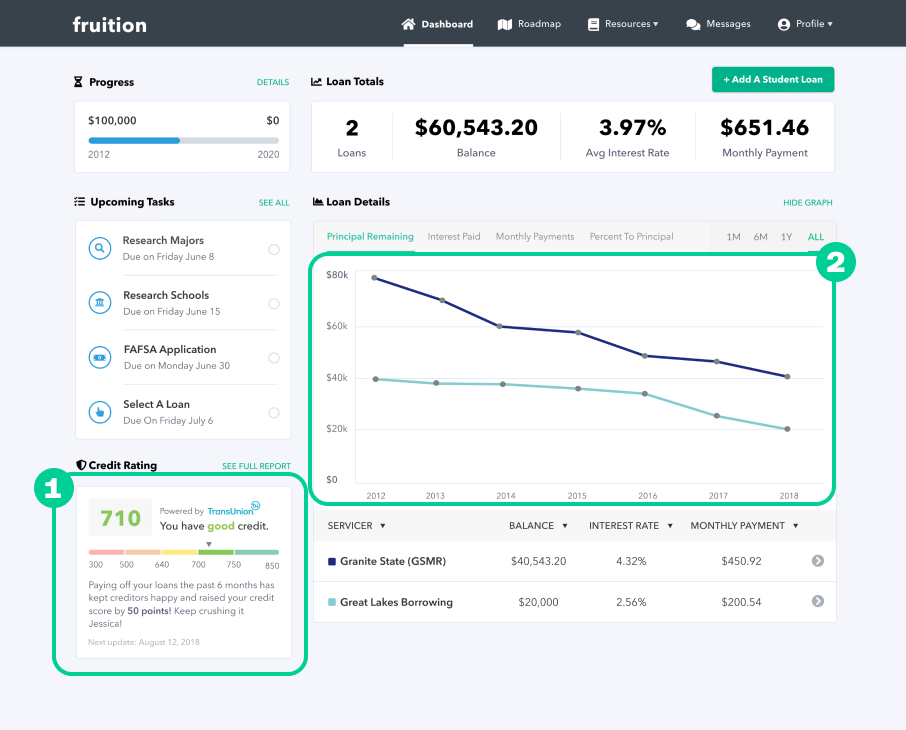 fruition
Dashboard
Roadmap
Resources ▾
Messages
Profile ▾
Progress
DETAILS
$100,000
$0
2012
2020
Loan Totals
+ Add A Student Loan
2
Loans
$60,543.20
Balance
3.97%
Avg Interest Rate
$651.46
Monthly Payment
Upcoming Tasks
SEE ALL
Research Majors
Due on Friday June 8
Research Schools
Due on Friday June 15
FAFSA Application
Due on Monday June 30
Select A Loan
Due On Friday July 6
Loan Details
HIDE GRAPH
Principal Remaining
Interest Paid
Monthly Payments
Percent To Principal
1M
6M
1Y
ALL
2
$80k
$60k
$40k
$20k
$0
2012
2013
2014
2015
2016
2017
2018
Credit Rating
SEE FULL REPORT
1
710
Powered by TransUnion
You have good credit.
300
500
640
700
750
850
Paying off your loans the past 6 months has
kept creditors happy and raised your credit
score by 50 points! Keep crushing it
Jessica!
Next update: August 12, 2018
SERVICER ▼
BALANCE ▼
INTEREST RATE ▼
MONTHLY PAYMENT ▼
Granite State (GSMR)
$40,543.20
4.32%
$450.92
Great Lakes Borrowing
$20,000
2.56%
$200.54